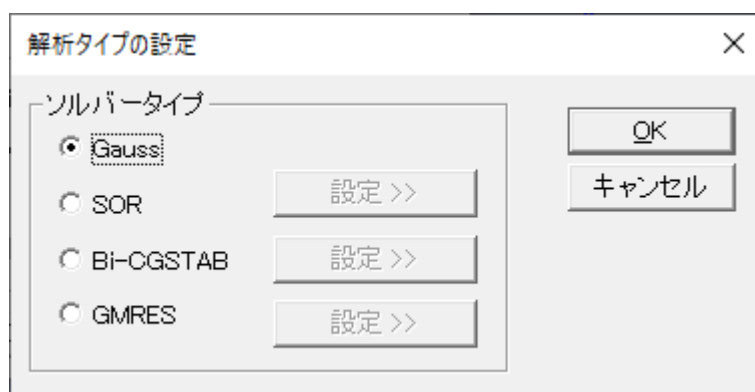 解析タイプの設定
ソルバータイプ
Gauss
OK
SOR
設定 >>
キャンセル
Bi-CGSTAB
設定 >>
GMRES
設定 >>